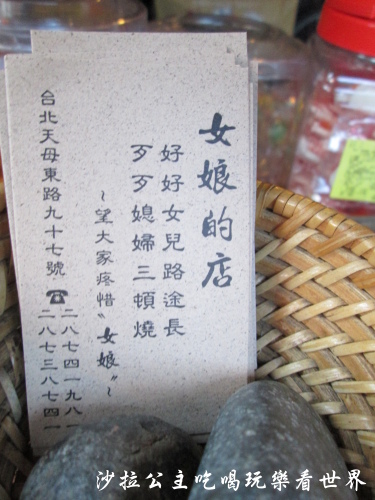 女娘的店
好好女兒路途長
歹歹媳婦三頓燒
~望大家疼惜〝女娘〞~
台北天母東路九十七號☎二八七四一九八一
二八七三八七四一
沙拉公主吃喝玩樂看世界